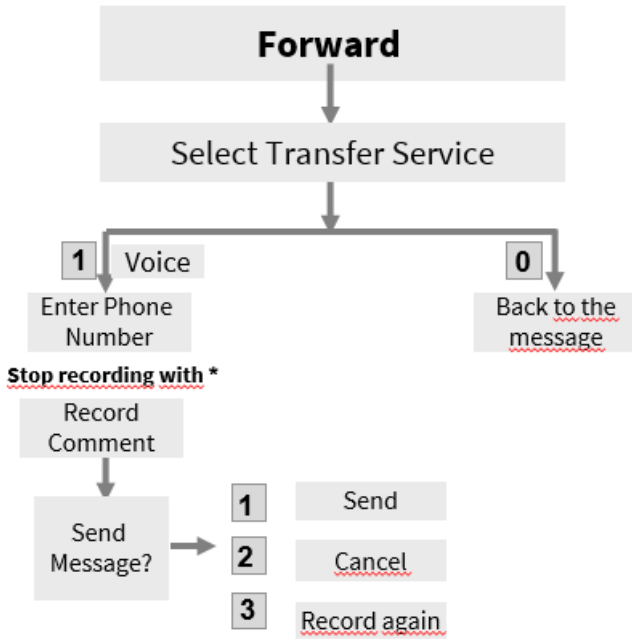 Forward
Select Transfer Service
1
Voice
0
Enter Phone
Number
Back to the
message
Stop recording with *
Record
Comment
Send
Message?
1
Send
2
Cancel
3
Record again